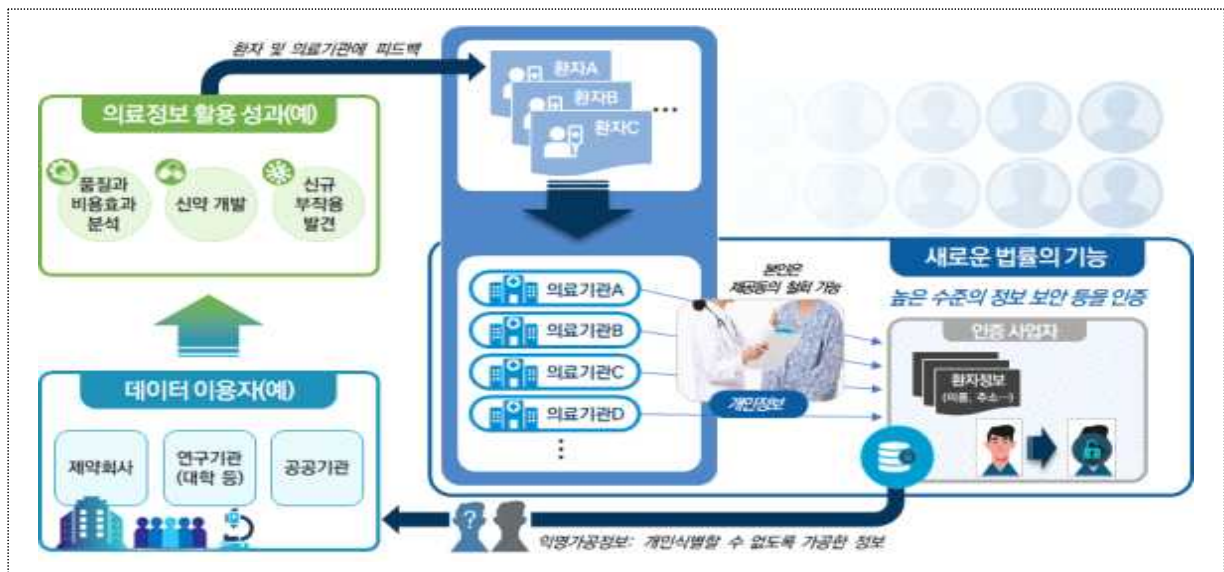 환자 및 의료기관에 피드백
환자A
환자B
환자C
...
의료정보 활용 성과(예)
품질과
비용효과
분석
신약 개발
신규
부작용
발견
새로운 법률의 기능
높은 수준의 정보 보안 등을 인증
본인은
제공동의 철회 가능
의료기관A
의료기관B
의료기관C
의료기관D
⋮
개인정보
인증 사업자
환자정보
(이름, 주소…)
데이터 이용자(예)
제약회사
연구기관
(대학 등)
공공기관
?
익명가공정보: 개인식별할 수 없도록 가공한 정보